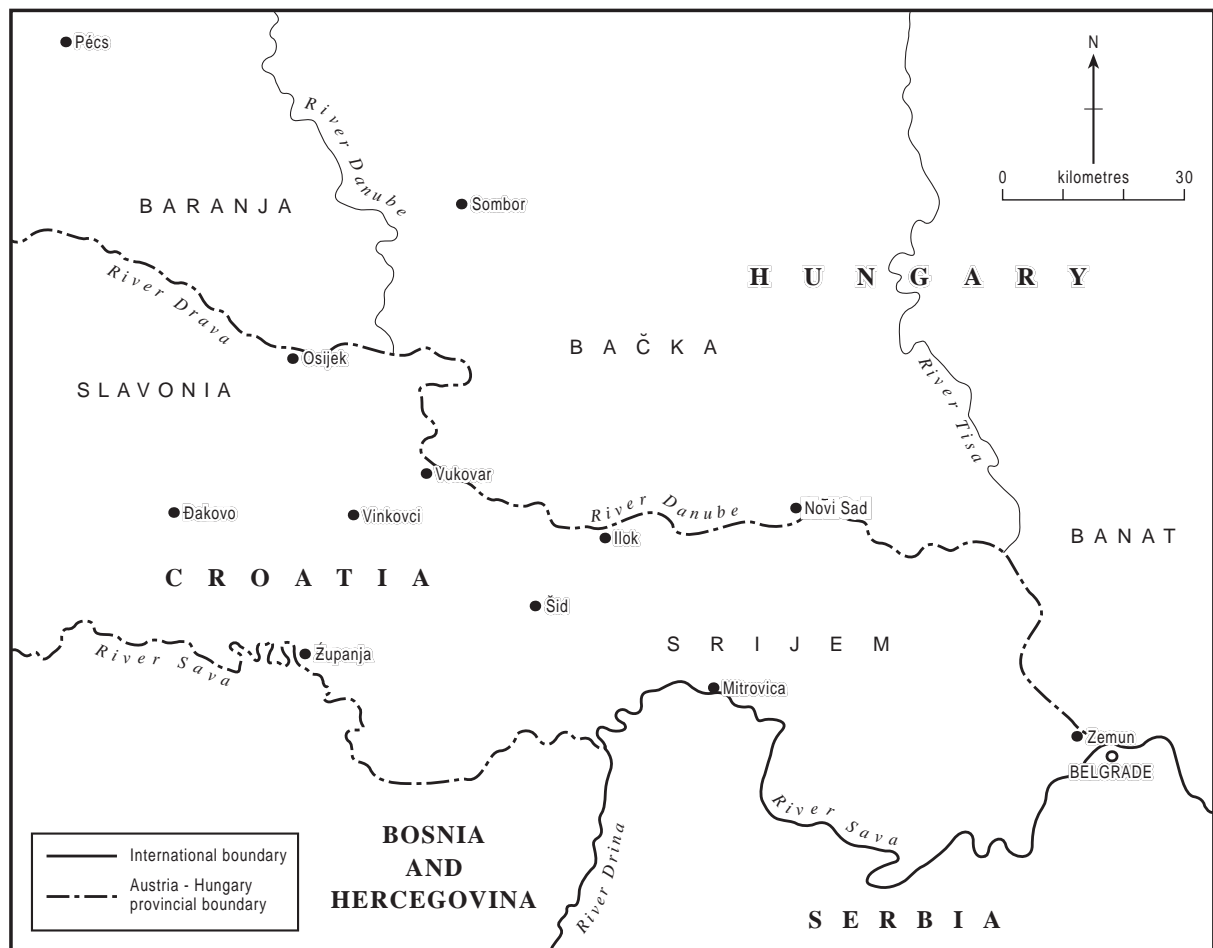 Pécs
N
0 kilometres 30
River Danube
BARANJA
Sombor
HUNGARY
River Drava
Osijek
BAČKA
SLAVONIA
River Tisa
Vukovar
Đakovo
Vinkovci
River Danube
Novi Sad
Ilok
BANAT
CROATIA
Šid
SRIJEM
River Sava
Županja
Mitrovica
Zemun
BELGRADE
River Sava
BOSNIA
AND
HERCEGOVINA
River Drina
SERBIA
International boundary
Austria - Hungary
provincial boundary